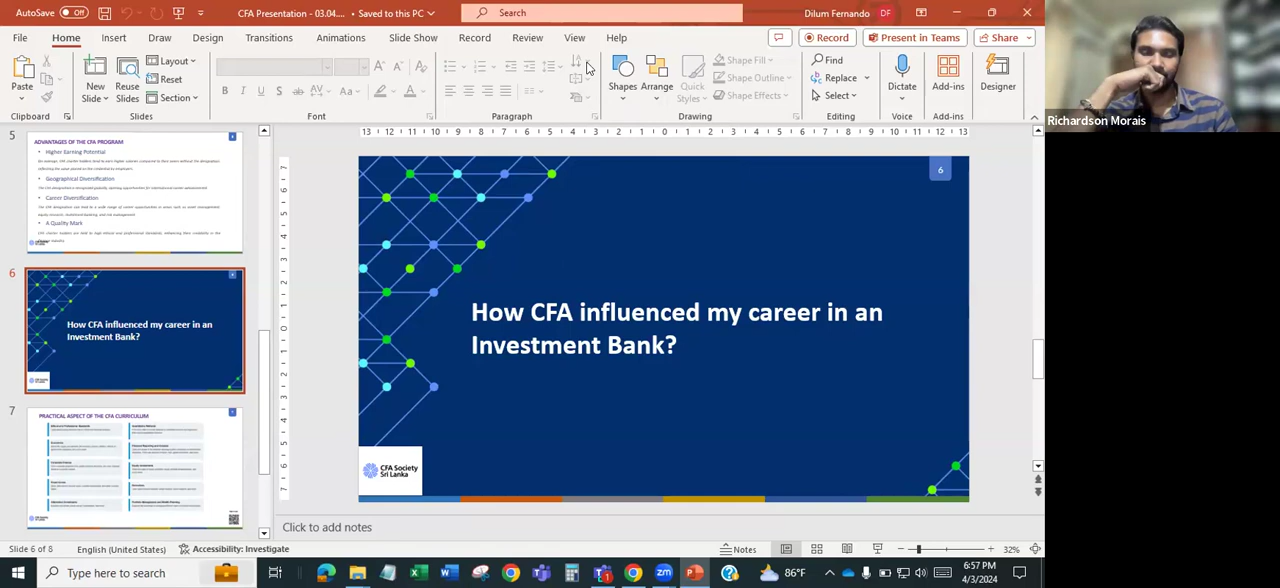 AutoSave Off CFA Presentation - 03.04.... • Saved to this PC Search Dilum Fernando DF
File Home Insert Draw Design Transitions Animations Slide Show Record Review View Help Record Present in Teams Share
Paste New Slide Reuse Slides Layout Reset Section Shapes Arrange Quick Styles Shape Fill Shape Outline Shape Effects Find Replace Select Dictate Add-ins Designer
Clipboard Slides Font Paragraph Drawing Editing Voice Add-ins
Richardson Morais
5
ADVANTAGES OF THE CFA PROGRAM
• Higher Earning Potential
• Geographical Diversification
• Career Diversification
• A Quality Mark
6
How CFA influenced my career in an
Investment Bank?
7
PRACTICAL ASPECT OF THE CFA CURRICULUM
6
How CFA influenced my career in an
Investment Bank?
CFA Society
Sri Lanka
Click to add notes
Slide 6 of 8 English (United States) Accessibility: Investigate Notes 32%
Type here to search 86°F 6:57 PM
4/3/2024